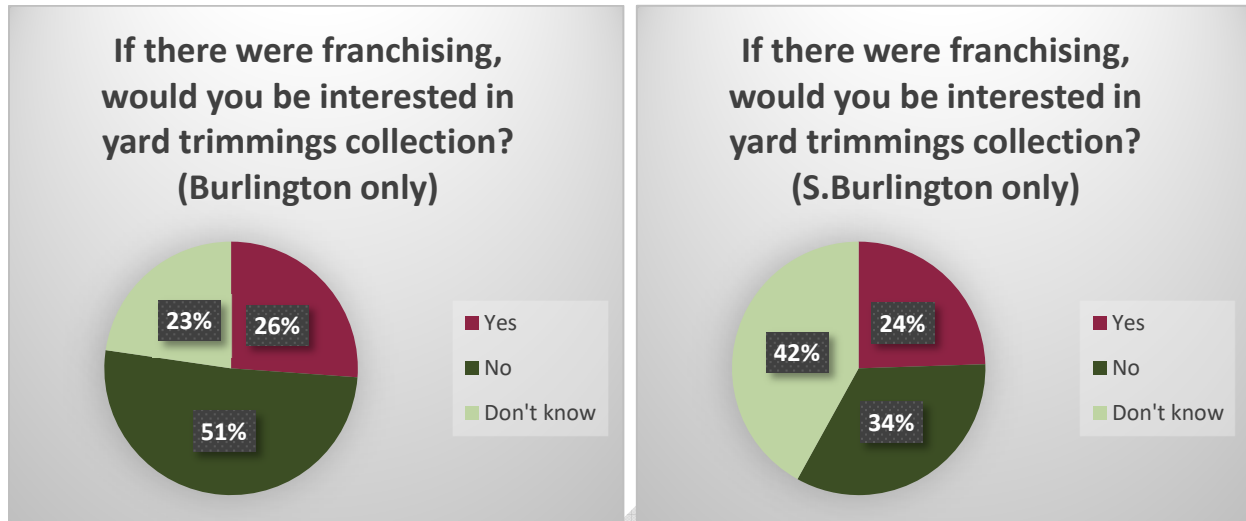 If there were franchising,
would you be interested in
yard trimmings collection?
(Burlington only)
23%
26%
51%
Yes
No
Don't know
If there were franchising,
would you be interested in
yard trimmings collection?
(S.Burlington only)
24%
42%
34%
Yes
No
Don't know